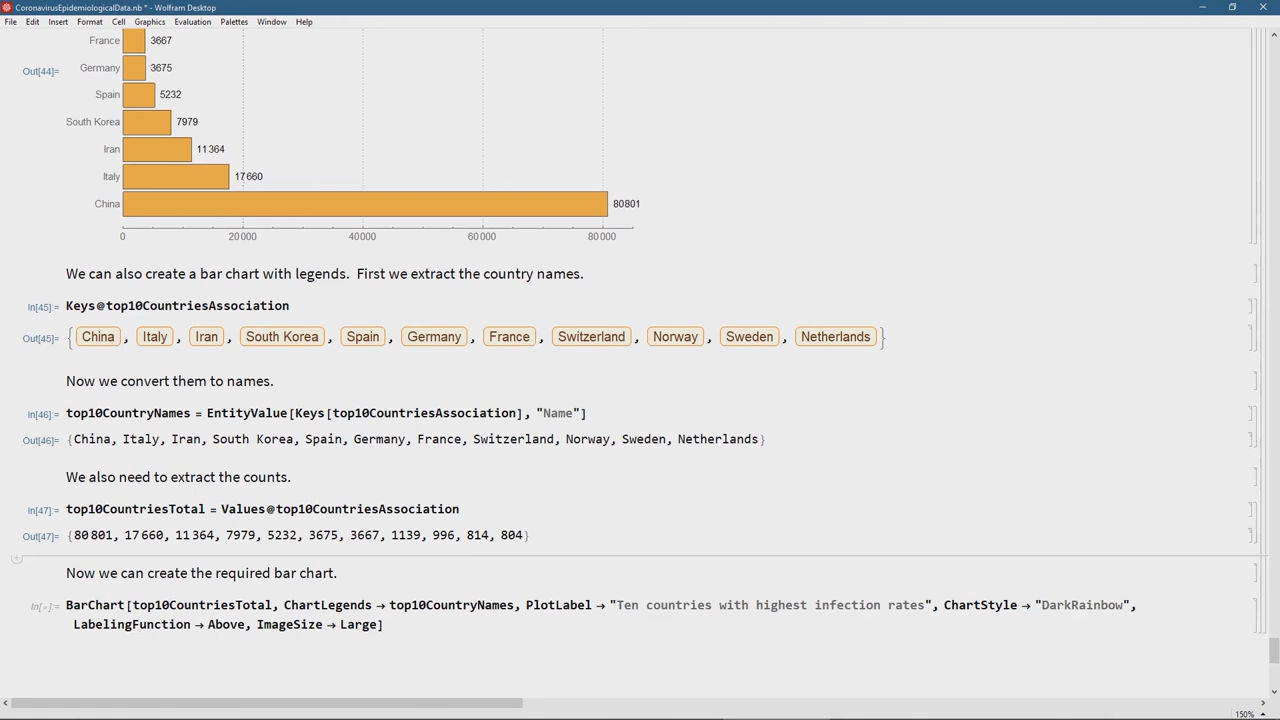 CoronavirusEpidemiologicalData.nb * - Wolfram Desktop
File Edit Insert Format Cell Graphics Evaluation Palettes Window Help
France 3667
Out[44]=
Germany 3675
Spain 5232
South Korea 7979
Iran 11 364
Italy 17 660
China 80 801
0 20 000 40 000 60 000 80 000
We can also create a bar chart with legends. First we extract the country names.
In[45]:= Keys@top10CountriesAssociation
Out[45]= { China , Italy , Iran , South Korea , Spain , Germany , France , Switzerland , Norway , Sweden , Netherlands }
Now we convert them to names.
In[46]:= top10CountryNames = EntityValue[Keys[top10CountriesAssociation], "Name"]
Out[46]= {China, Italy, Iran, South Korea, Spain, Germany, France, Switzerland, Norway, Sweden, Netherlands}
We also need to extract the counts.
In[47]:= top10CountriesTotal = Values@top10CountriesAssociation
Out[47]= {80 801, 17 660, 11 364, 7979, 5232, 3675, 3667, 1139, 996, 814, 804}
Now we can create the required bar chart.
In[∘]:= BarChart[top10CountriesTotal, ChartLegends → top10CountryNames, PlotLabel → "Ten countries with highest infection rates", ChartStyle → "DarkRainbow",
LabelingFunction → Above, ImageSize → Large]
150%